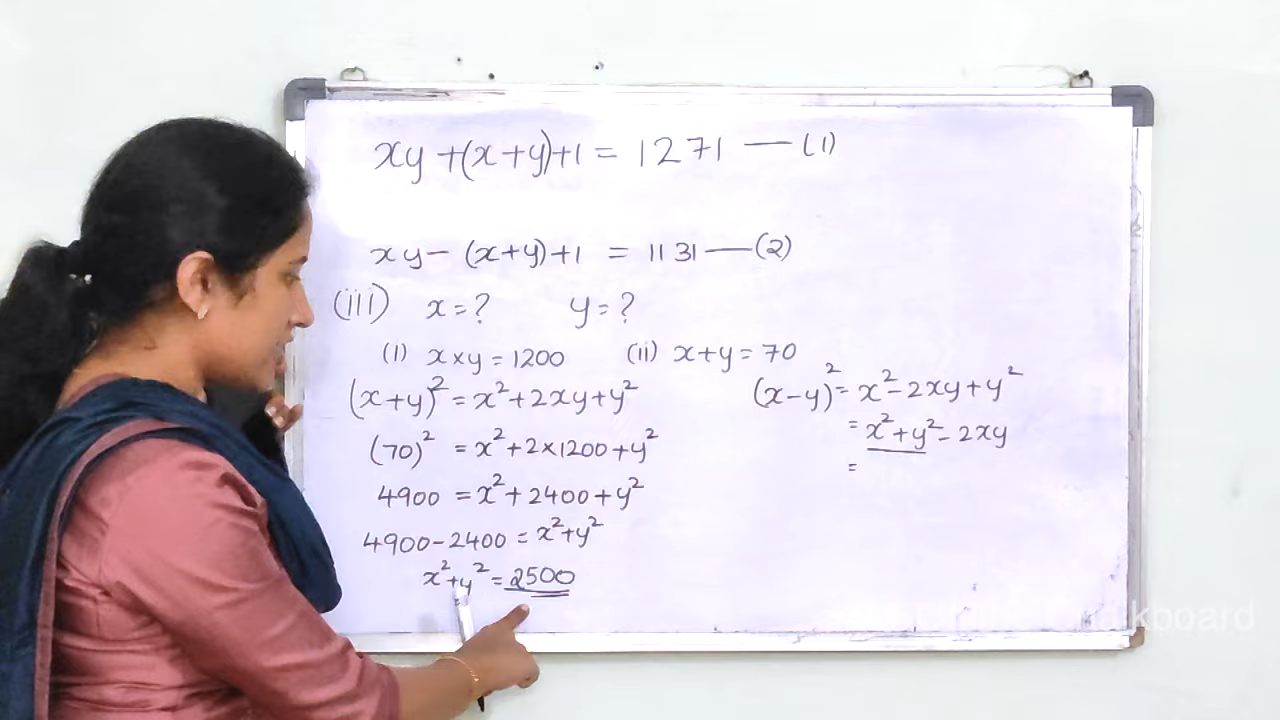 xy +(x+y)+1 = 1271 — (1)
xy − (x+y)+1 = 1131 — (2)
(iii) x=? y=?
(i) x×y = 1200 (ii) x+y = 70
(x+y)² = x²+2xy+y²
(70)² = x²+2×1200+y²
4900 = x²+2400+y²
4900−2400 = x²+y²
x²+y² = 2500
(x−y)² = x²−2xy+y²
= x²+y²−2xy
=